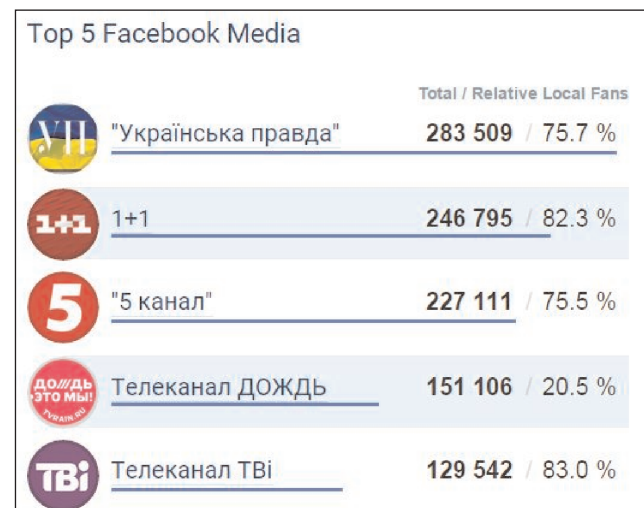 Top 5 Facebook Media
Total / Relative Local Fans
УП
"Українська правда" 283 509 / 75.7 %
1+1
1+1 246 795 / 82.3 %
5
"5 канал" 227 111 / 75.5 %
ДОЖДЬ
ЭТО МЫ!
TVRAIN.RU
Телеканал ДОЖДЬ 151 106 / 20.5 %
ТВі
Телеканал ТВі 129 542 / 83.0 %